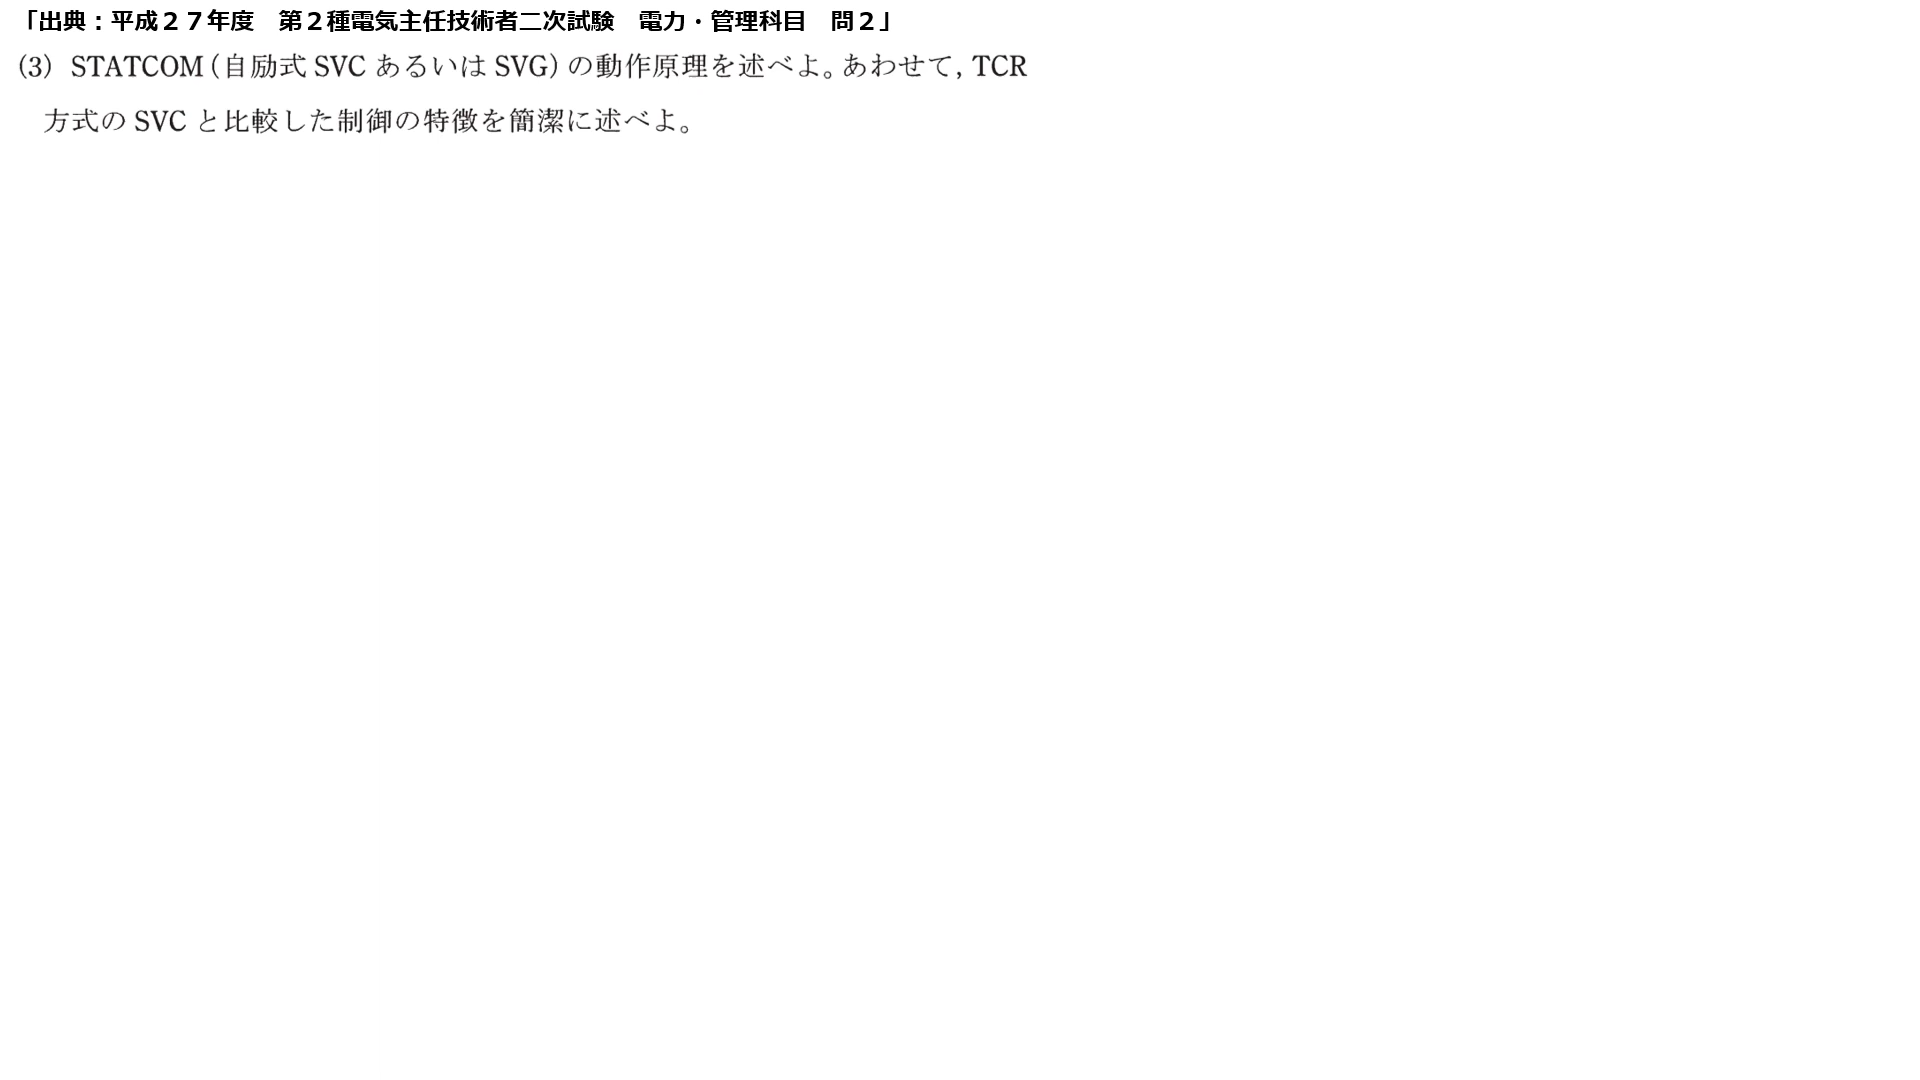 「出典：平成２７年度　第２種電気主任技術者二次試験　電力・管理科目　問２」
(3) STATCOM（自励式 SVC あるいは SVG）の動作原理を述べよ。あわせて，TCR
方式の SVC と比較した制御の特徴を簡潔に述べよ。